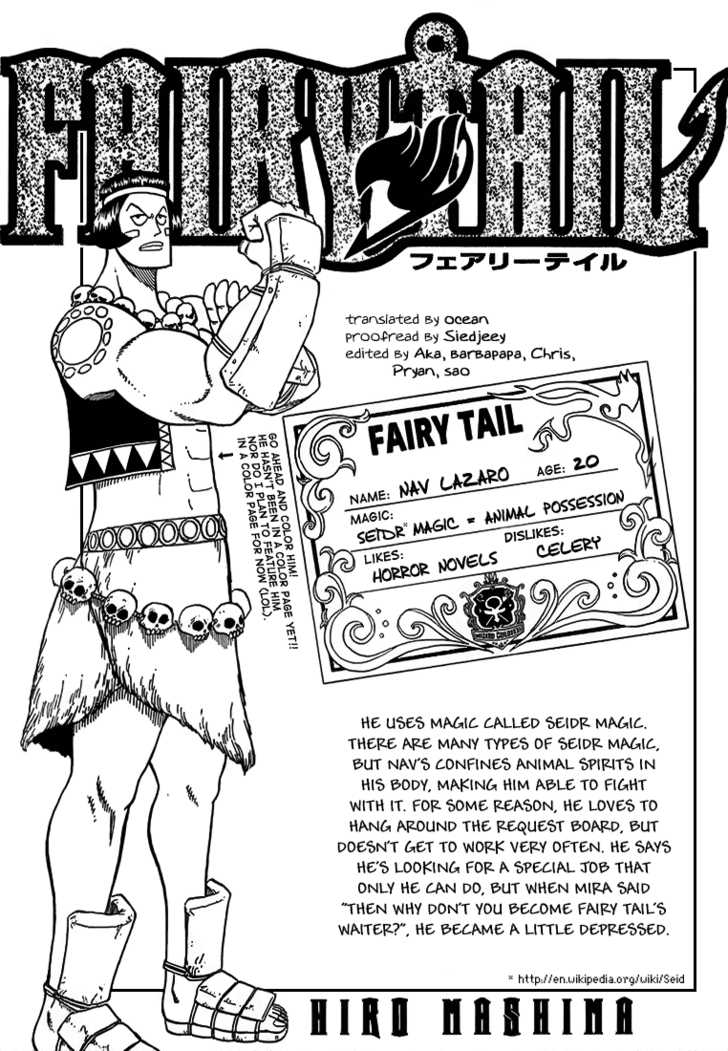 FAIRY TAIL
フェアリーテイル
translated by ocean
proofread by Siedjeey
edited by Aka, barbapapa, Chris,
Pryan, sao
GO AHEAD AND COLOR HIM!
HE HASN'T BEEN IN A COLOR PAGE YET!!
NOR DO I PLAN TO FEATURE HIM
IN A COLOR PAGE FOR NOW (LOL).
FAIRY TAIL
NAME: NAV LAZARO AGE: 20
MAGIC:
SEIDR* MAGIC = ANIMAL POSSESSION
LIKES: DISLIKES:
HORROR NOVELS CELERY
HE USES MAGIC CALLED SEIDR MAGIC.
THERE ARE MANY TYPES OF SEIDR MAGIC,
BUT NAV'S CONFINES ANIMAL SPIRITS IN
HIS BODY, MAKING HIM ABLE TO FIGHT
WITH IT. FOR SOME REASON, HE LOVES TO
HANG AROUND THE REQUEST BOARD, BUT
DOESN'T GET TO WORK VERY OFTEN. HE SAYS
HE'S LOOKING FOR A SPECIAL JOB THAT
ONLY HE CAN DO, BUT WHEN MIRA SAID
"THEN WHY DON'T YOU BECOME FAIRY TAIL'S
WAITER?", HE BECAME A LITTLE DEPRESSED.
* http://en.wikipedia.org/wiki/Seid
HIRO MASHIMA